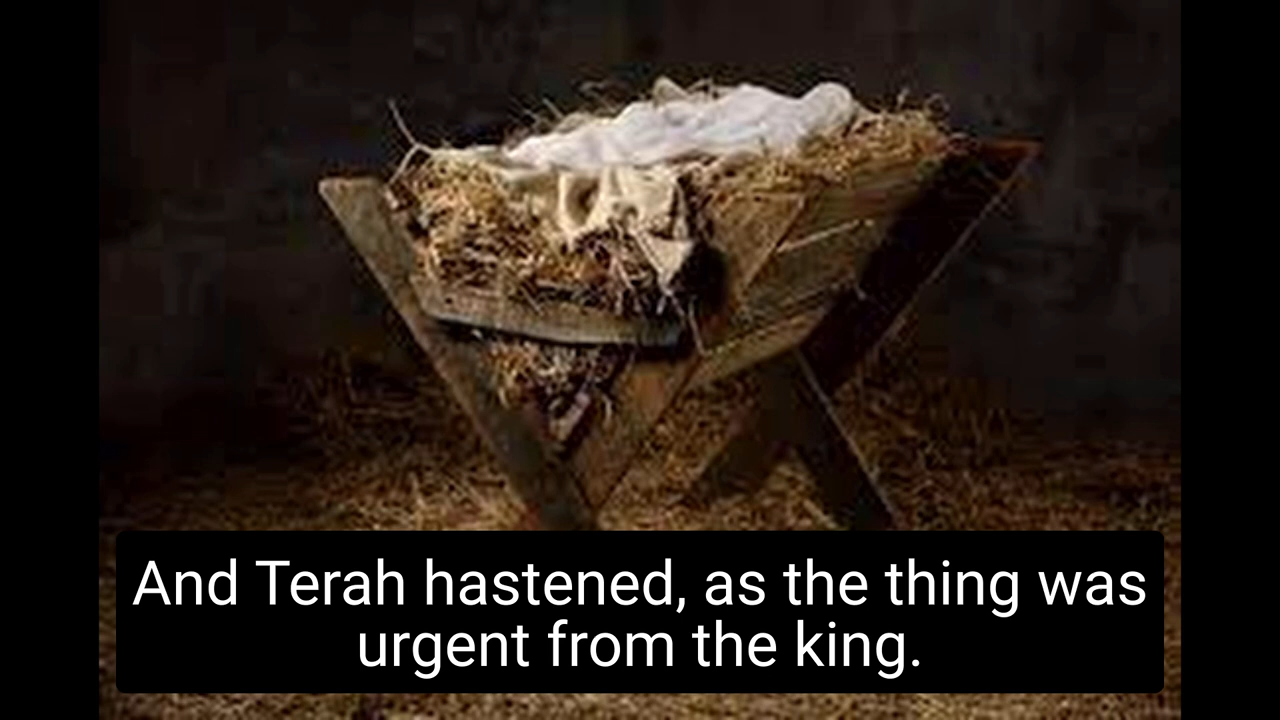 And Terah hastened, as the thing was
urgent from the king.